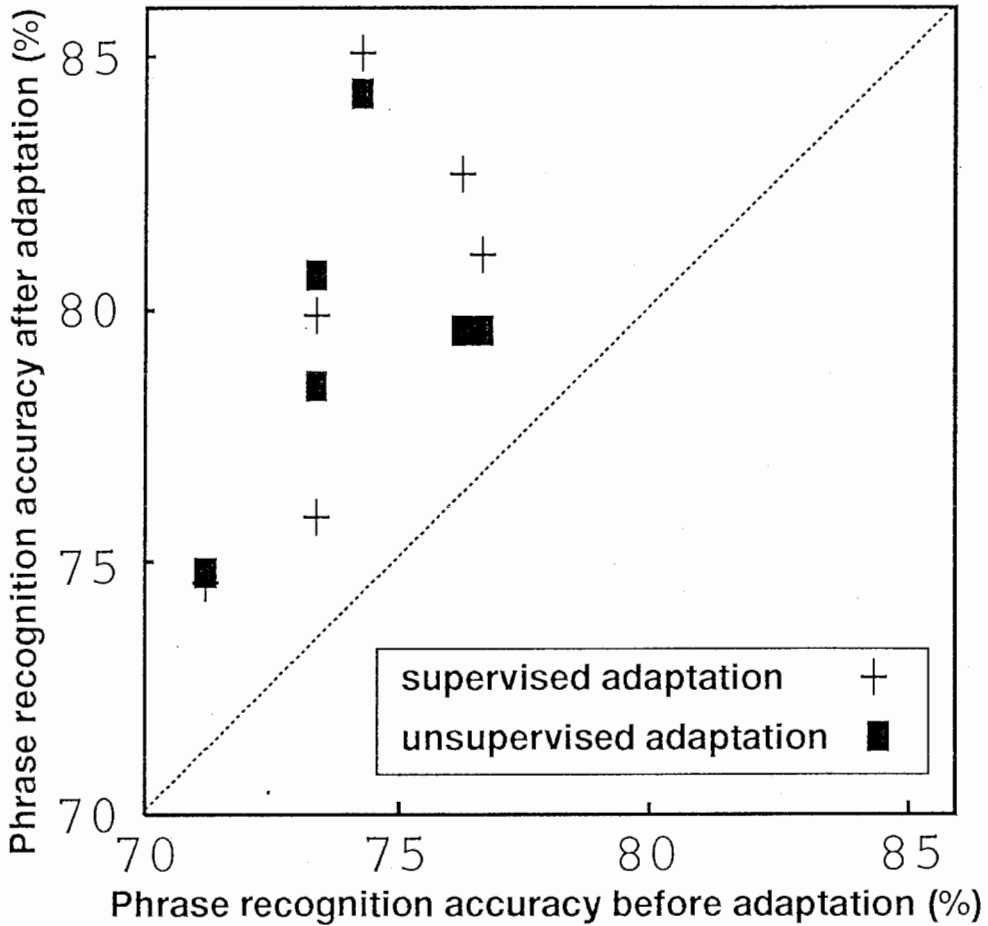 Phrase recognition accuracy after adaptation (%)
85
80
75
70
supervised adaptation
unsupervised adaptation
70 75 80 85
Phrase recognition accuracy before adaptation (%)